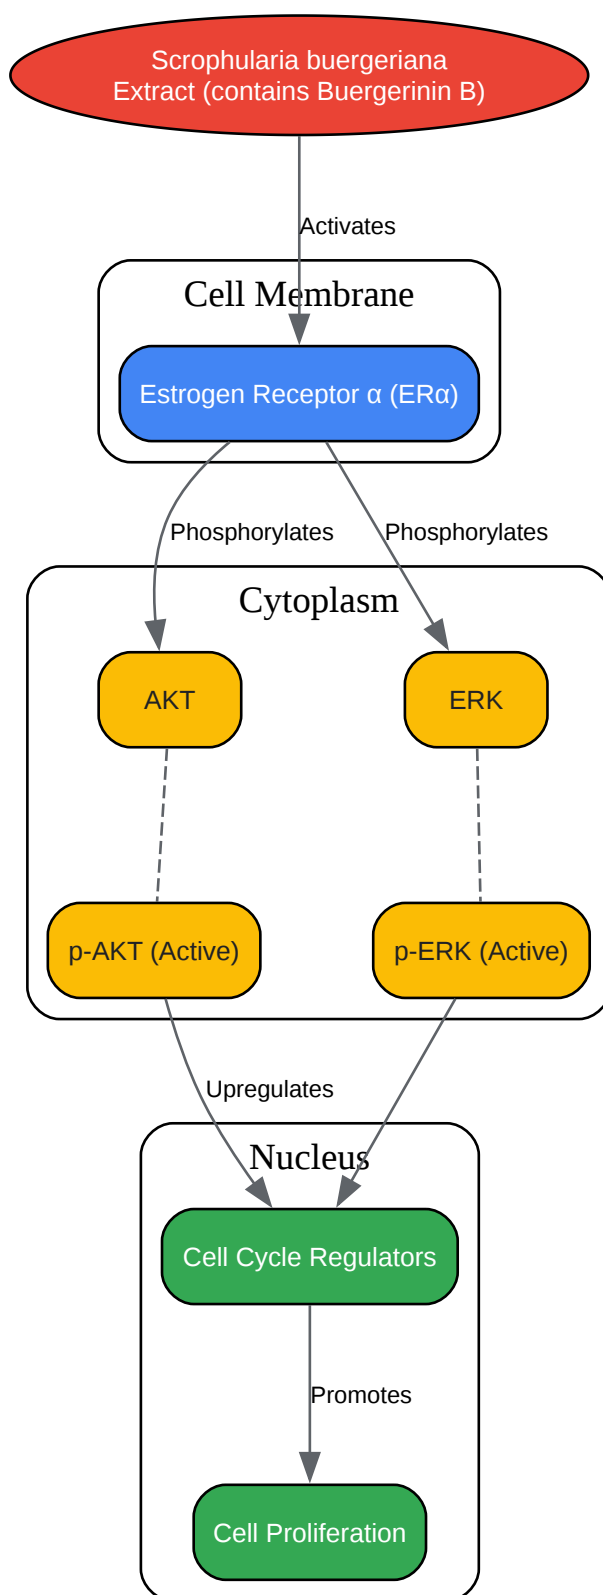 Scrophularia buergeriana
Extract (contains Buergerinin B)
Activates
Cell Membrane
Estrogen Receptor α (ERα)
Phosphorylates
Phosphorylates
Cytoplasm
AKT
ERK
p-AKT (Active)
p-ERK (Active)
Upregulates
Nucleus
Cell Cycle Regulators
Promotes
Cell Proliferation